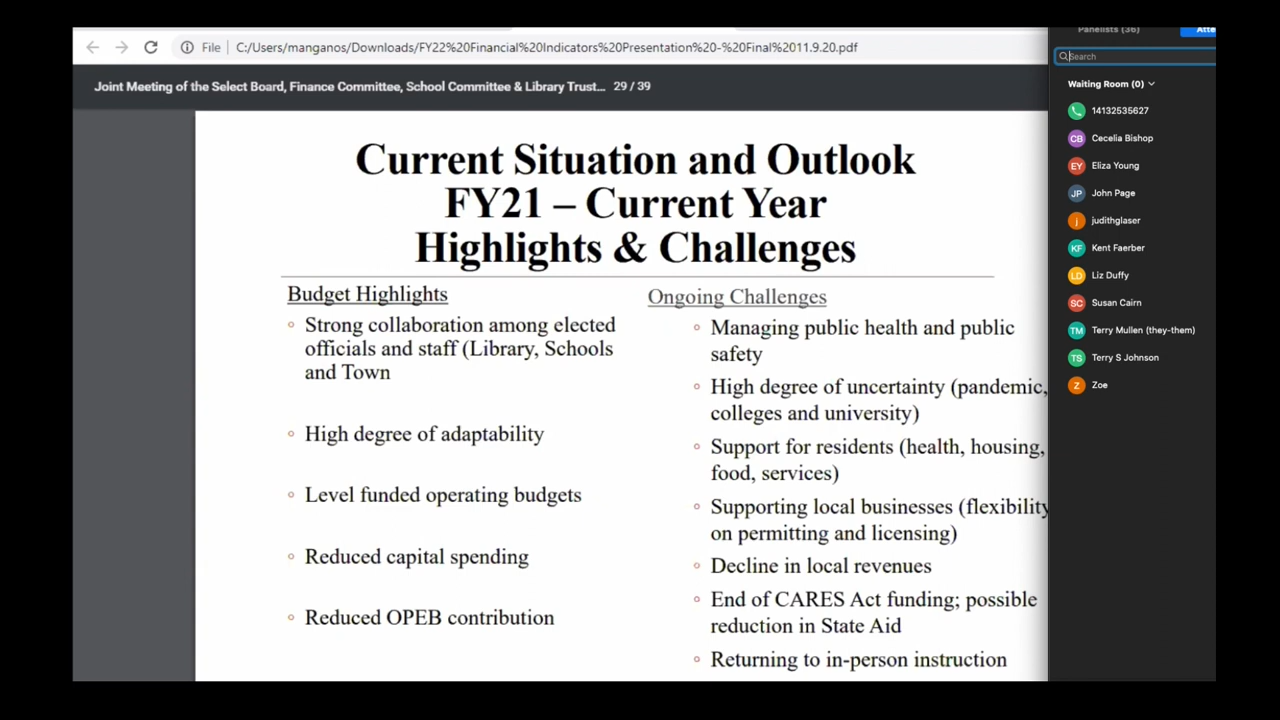 File
C:/Users/manganos/Downloads/FY22%20Financial%20Indicators%20Presentation%20-%20Final%2011.9.20.pdf
Joint Meeting of the Select Board, Finance Committee, School Committee & Library Trust... 29 / 39
Current Situation and Outlook
FY21 – Current Year
Highlights & Challenges
Budget Highlights
Strong collaboration among elected
officials and staff (Library, Schools
and Town
High degree of adaptability
Level funded operating budgets
Reduced capital spending
Reduced OPEB contribution
Ongoing Challenges
Managing public health and public
safety
High degree of uncertainty (pandemic,
colleges and university)
Support for residents (health, housing,
food, services)
Supporting local businesses (flexibility
on permitting and licensing)
Decline in local revenues
End of CARES Act funding; possible
reduction in State Aid
Returning to in-person instruction
Panelists (36)
Atte
Search
Waiting Room (0)
14132535627
CB Cecelia Bishop
EY Eliza Young
JP John Page
j judithglaser
KF Kent Faerber
LD Liz Duffy
SC Susan Cairn
TM Terry Mullen (they-them)
TS Terry S Johnson
Z Zoe